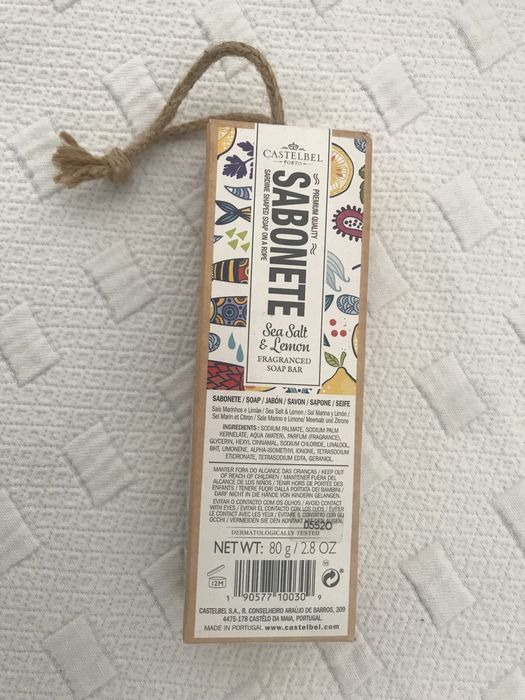 CASTELBEL
PORTO
PREMIUM QUALITY
SABONETE
SARDINE SHAPED SOAP ON A ROPE
Sea Salt
& Lemon
FRAGRANCED
SOAP BAR
SABONETE / SOAP / JABÓN / SAVON / SAPONE / SEIFE
Sais Marinhos e Limão / Sea Salt & Lemon / Sal Marina y Limón /
Sel Marin et Citron / Sale Marino e Limone/ Meersalz und Zitrone
INGREDIENTS: SODIUM PALMATE, SODIUM PALM
KERNELATE, AQUA (WATER), PARFUM (FRAGRANCE),
GLYCERIN, HEXYL CINNAMAL, SODIUM CHLORIDE, LINALOOL,
BHT, LIMONENE, ALPHA-ISOMETHYL IONONE, TETRASODIUM
ETIDRONATE, TETRASODIUM EDTA, GERANIOL.
MANTER FORA DO ALCANCE DAS CRIANÇAS / KEEP OUT
OF REACH OF CHILDREN / MANTENER FUERA DEL
ALCANCE DE LOS NIÑOS / TENIR HORS DE PORTÉE DES
ENFANTS / TENERE FUORI DALLA PORTATA DEI BAMBINI /
DARF NICHT IN DIE HÄNDE VON KINDERN GELANGEN.
EVITAR O CONTACTO COM OS OLHOS / AVOID CONTACT
WITH EYES / EVITAR EL CONTACTO CON LOS OJOS / ÉVITER
LE CONTACT AVEC LES YEUX / EVITARE IL CONTATTO CON GLI
OCCHI / VERMEIDEN SIE DEN KONTAKT MIT DEN AUGEN.
05520
DERMATOLOGICALLY TESTED
NET WT: 80 g / 2.8 OZ
12M
1 90577 10030 9
CASTELBEL S.A., R. CONSELHEIRO ARAÚJO DE BARROS, 209
4475-178 CASTÊLO DA MAIA, PORTUGAL
MADE IN PORTUGAL www.castelbel.com